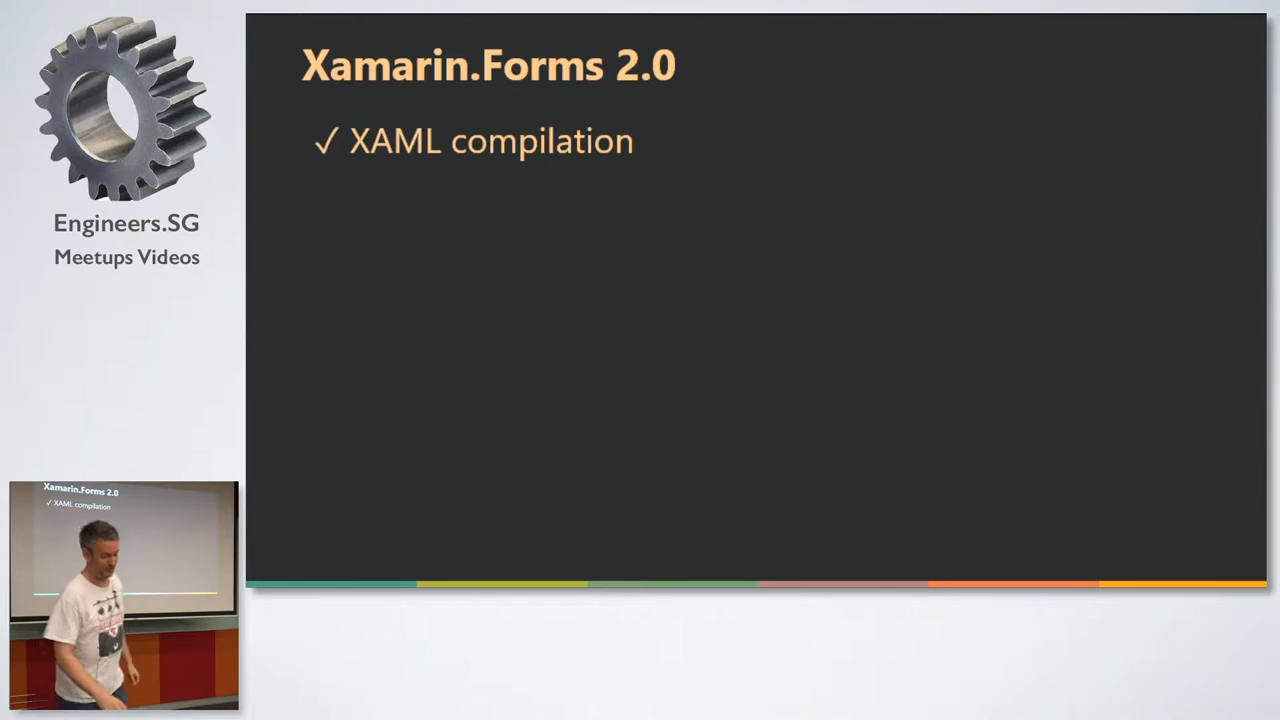 Engineers.SG
Meetups Videos
Xamarin.Forms 2.0
✓ XAML compilation
Xamarin.Forms 2.0
✓ XAML compilation